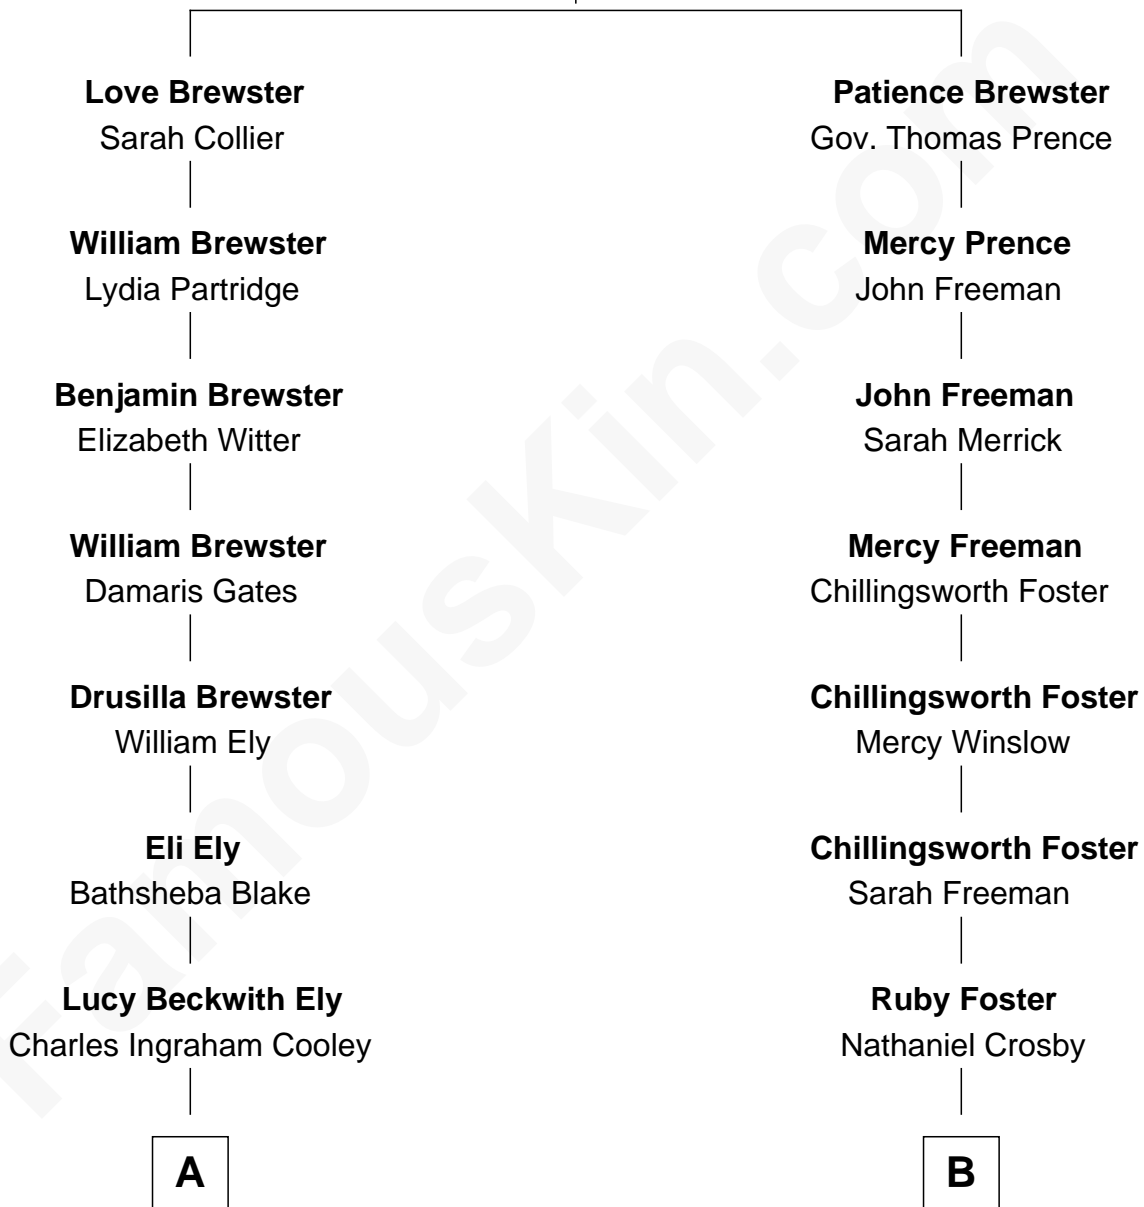 Love Brewster
Sarah Collier
Patience Brewster
Gov. Thomas Prence
William Brewster
Lydia Partridge
Mercy Prence
John Freeman
Benjamin Brewster
Elizabeth Witter
John Freeman
Sarah Merrick
William Brewster
Damaris Gates
Mercy Freeman
Chillingsworth Foster
Drusilla Brewster
William Ely
Chillingsworth Foster
Mercy Winslow
Eli Ely
Bathsheba Blake
Chillingsworth Foster
Sarah Freeman
Lucy Beckwith Ely
Charles Ingraham Cooley
Ruby Foster
Nathaniel Crosby
A
B
FamousKin.com